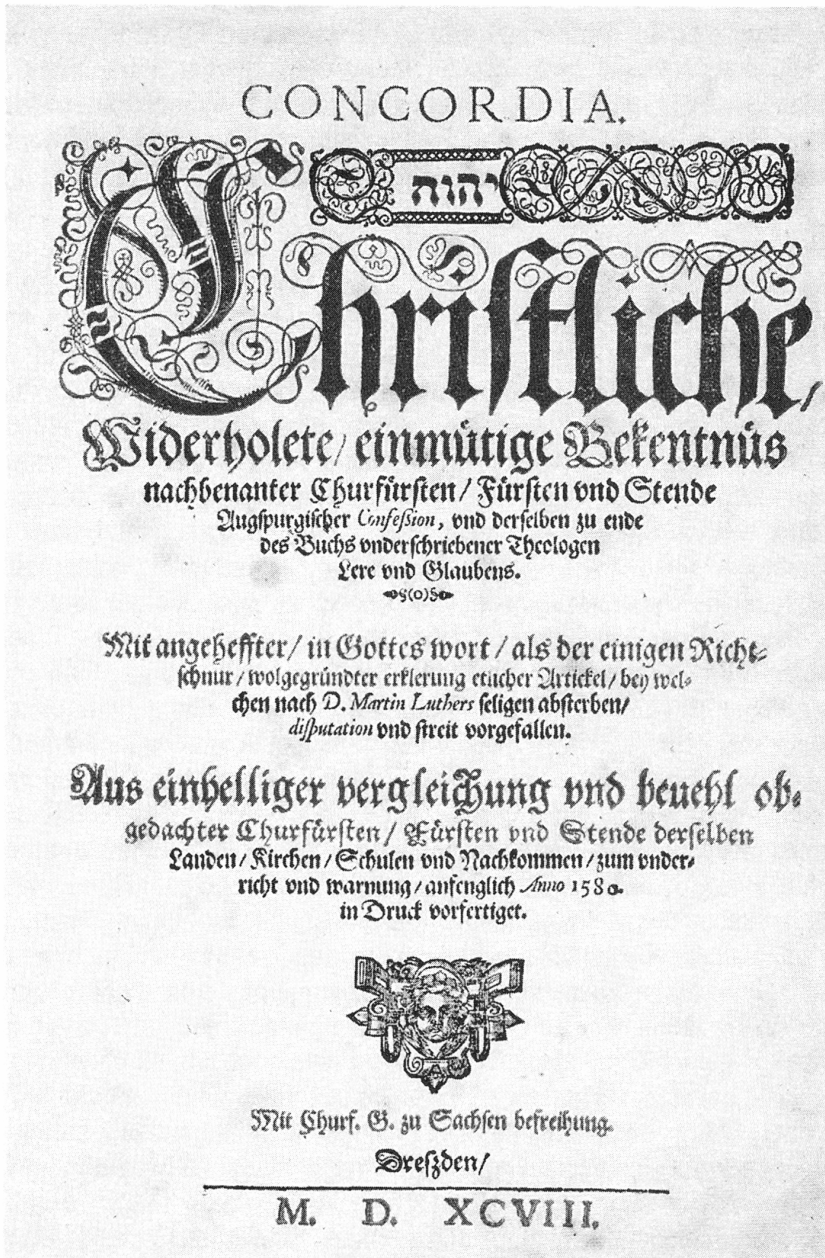 CONCORDIA.
יהוה
Christliche,
Widerholete/ einmütige Bekentnüs
nachbenanter Churfürsten/ Fürsten vnd Stende
Augspurgischer Confession, vnd derselben zu ende
des Buchs vnderschriebener Theologen
Lere vnd Glaubens.
Mit angeheffter/ in Gottes wort/ als der einigen Richt-
schnur/ wolgegründter erklerung etlicher Artickel/ bey wel-
chen nach D. Martin Luthers seligen absterben/
disputation vnd streit vorgefallen.
Aus einhelliger vergleichung vnd beuehl ob-
gedachter Churfürsten/ Fürsten vnd Stende derselben
Landen/ Kirchen/ Schulen vnd Nachkommen/ zum vnder-
richt vnd warnung/ anfenglich Anno 1580.
in Druck vorfertiget.
Mit Churf. G. zu Sachsen befreihung.
Dreszden/
M. D. XCVIII.